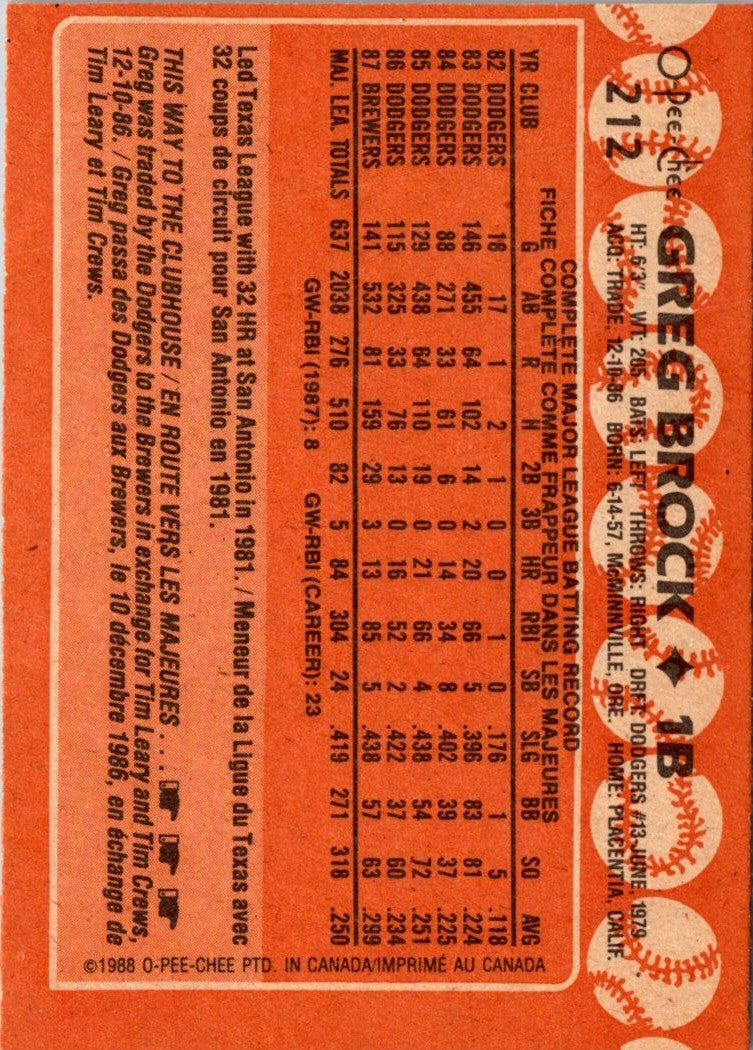 O-Pee-Chee
212
GREG BROCK ◆ 1B
HT: 6'3" WT: 205 BATS: LEFT THROWS: RIGHT DRFT: DODGERS #13-JUNE, 1979
ACQ: TRADE, 12-10-86 BORN: 6-14-57, McMINNVILLE, ORE. HOME: PLACENTIA, CALIF.
COMPLETE MAJOR LEAGUE BATTING RECORD
FICHE COMPLÈTE COMME FRAPPEUR DANS LES MAJEURES
YR CLUB G AB R H 2B 3B HR RBI SB SLG BB SO AVG
82 DODGERS 18 17 1 2 1 0 0 1 0 .176 1 5 .118
83 DODGERS 146 455 64 102 14 2 20 66 5 .396 83 81 .224
84 DODGERS 88 271 33 61 6 0 14 34 8 .402 39 37 .225
85 DODGERS 129 438 64 110 19 0 21 66 4 .438 54 72 .251
86 DODGERS 115 325 33 76 13 0 16 52 2 .422 37 60 .234
87 BREWERS 141 532 81 159 29 3 13 85 5 .438 57 63 .299
MAJ. LEA. TOTALS 637 2038 276 510 82 5 84 304 24 .419 271 318 .250
GW-RBI (1987): 8 GW-RBI (CAREER): 23
Led Texas League with 32 HR at San Antonio in 1981. / Meneur de la Ligue du Texas avec
32 coups de circuit pour San Antonio en 1981.
THIS WAY TO THE CLUBHOUSE / EN ROUTE VERS LES MAJEURES . . .
Greg was traded by the Dodgers to the Brewers in exchange for Tim Leary and Tim Crews,
12-10-86. / Greg passa des Dodgers aux Brewers, le 10 décembre 1986, en échange de
Tim Leary et Tim Crews.
©1988 O-PEE-CHEE PTD. IN CANADA/IMPRIMÉ AU CANADA